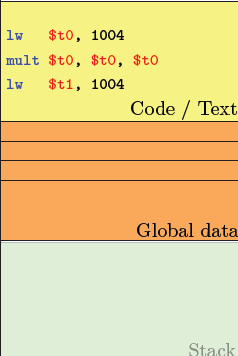 lw $t0, 1004
mult $t0, $t0, $t0
lw $t1, 1004
Code / Text
Global data
Stack